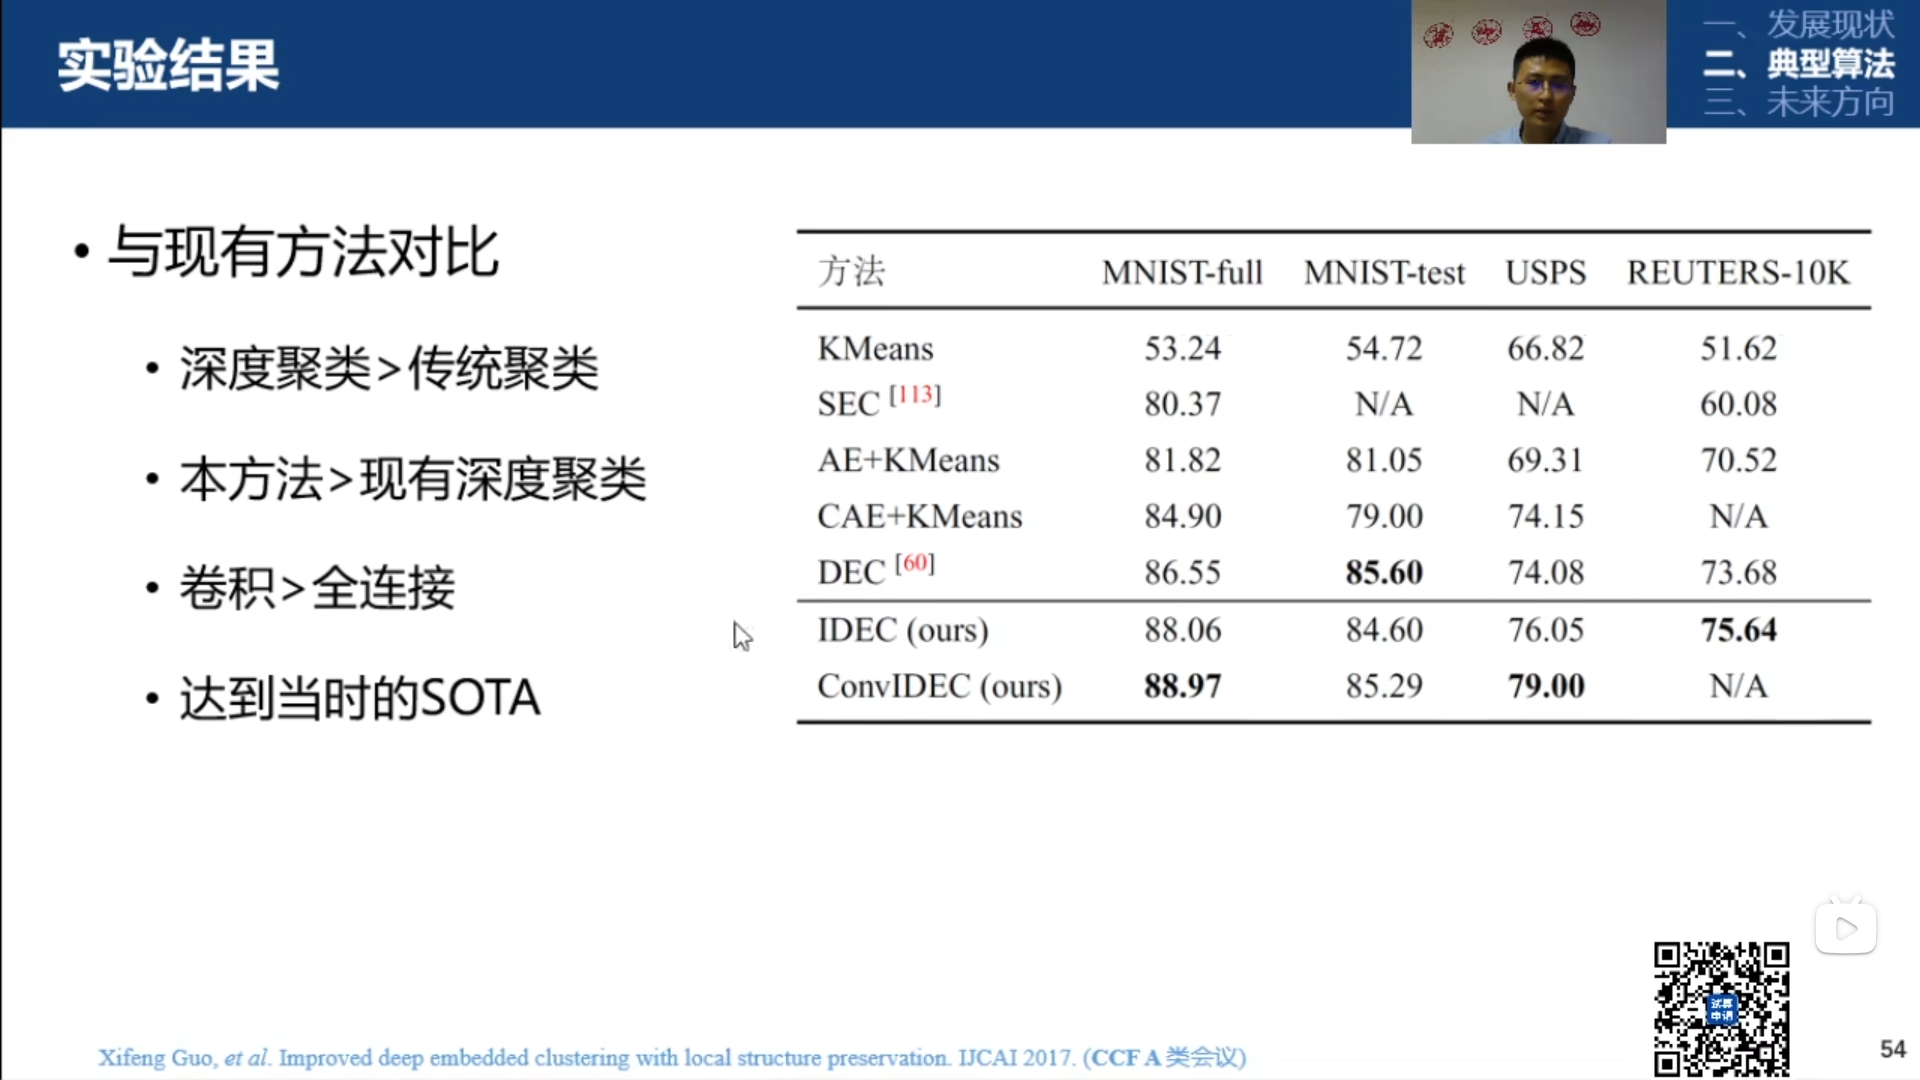 实验结果
一、发展现状
二、典型算法
三、未来方向
• 与现有方法对比
• 深度聚类>传统聚类
• 本方法>现有深度聚类
• 卷积>全连接
• 达到当时的SOTA
方法 MNIST-full MNIST-test USPS REUTERS-10K
KMeans 53.24 54.72 66.82 51.62
SEC [113] 80.37 N/A N/A 60.08
AE+KMeans 81.82 81.05 69.31 70.52
CAE+KMeans 84.90 79.00 74.15 N/A
DEC [60] 86.55 85.60 74.08 73.68
IDEC (ours) 88.06 84.60 76.05 75.64
ConvIDEC (ours) 88.97 85.29 79.00 N/A
试算
申请
Xifeng Guo, et al. Improved deep embedded clustering with local structure preservation. IJCAI 2017. (CCF A 类会议)
54